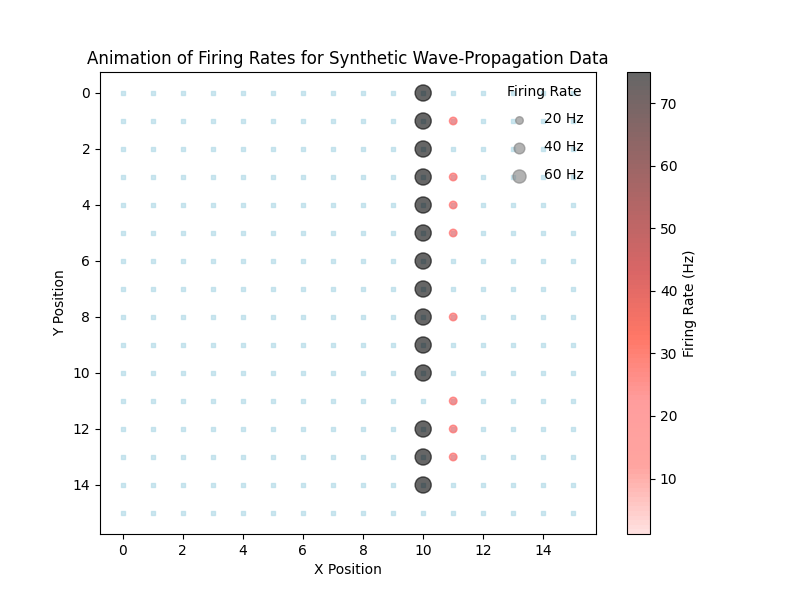 Animation of Firing Rates for Synthetic Wave-Propagation Data
Firing Rate
20 Hz
40 Hz
60 Hz
0
2
4
6
8
10
12
14
Y Position
0 2 4 6 8 10 12 14
X Position
70
60
50
40
30
20
10
Firing Rate (Hz)